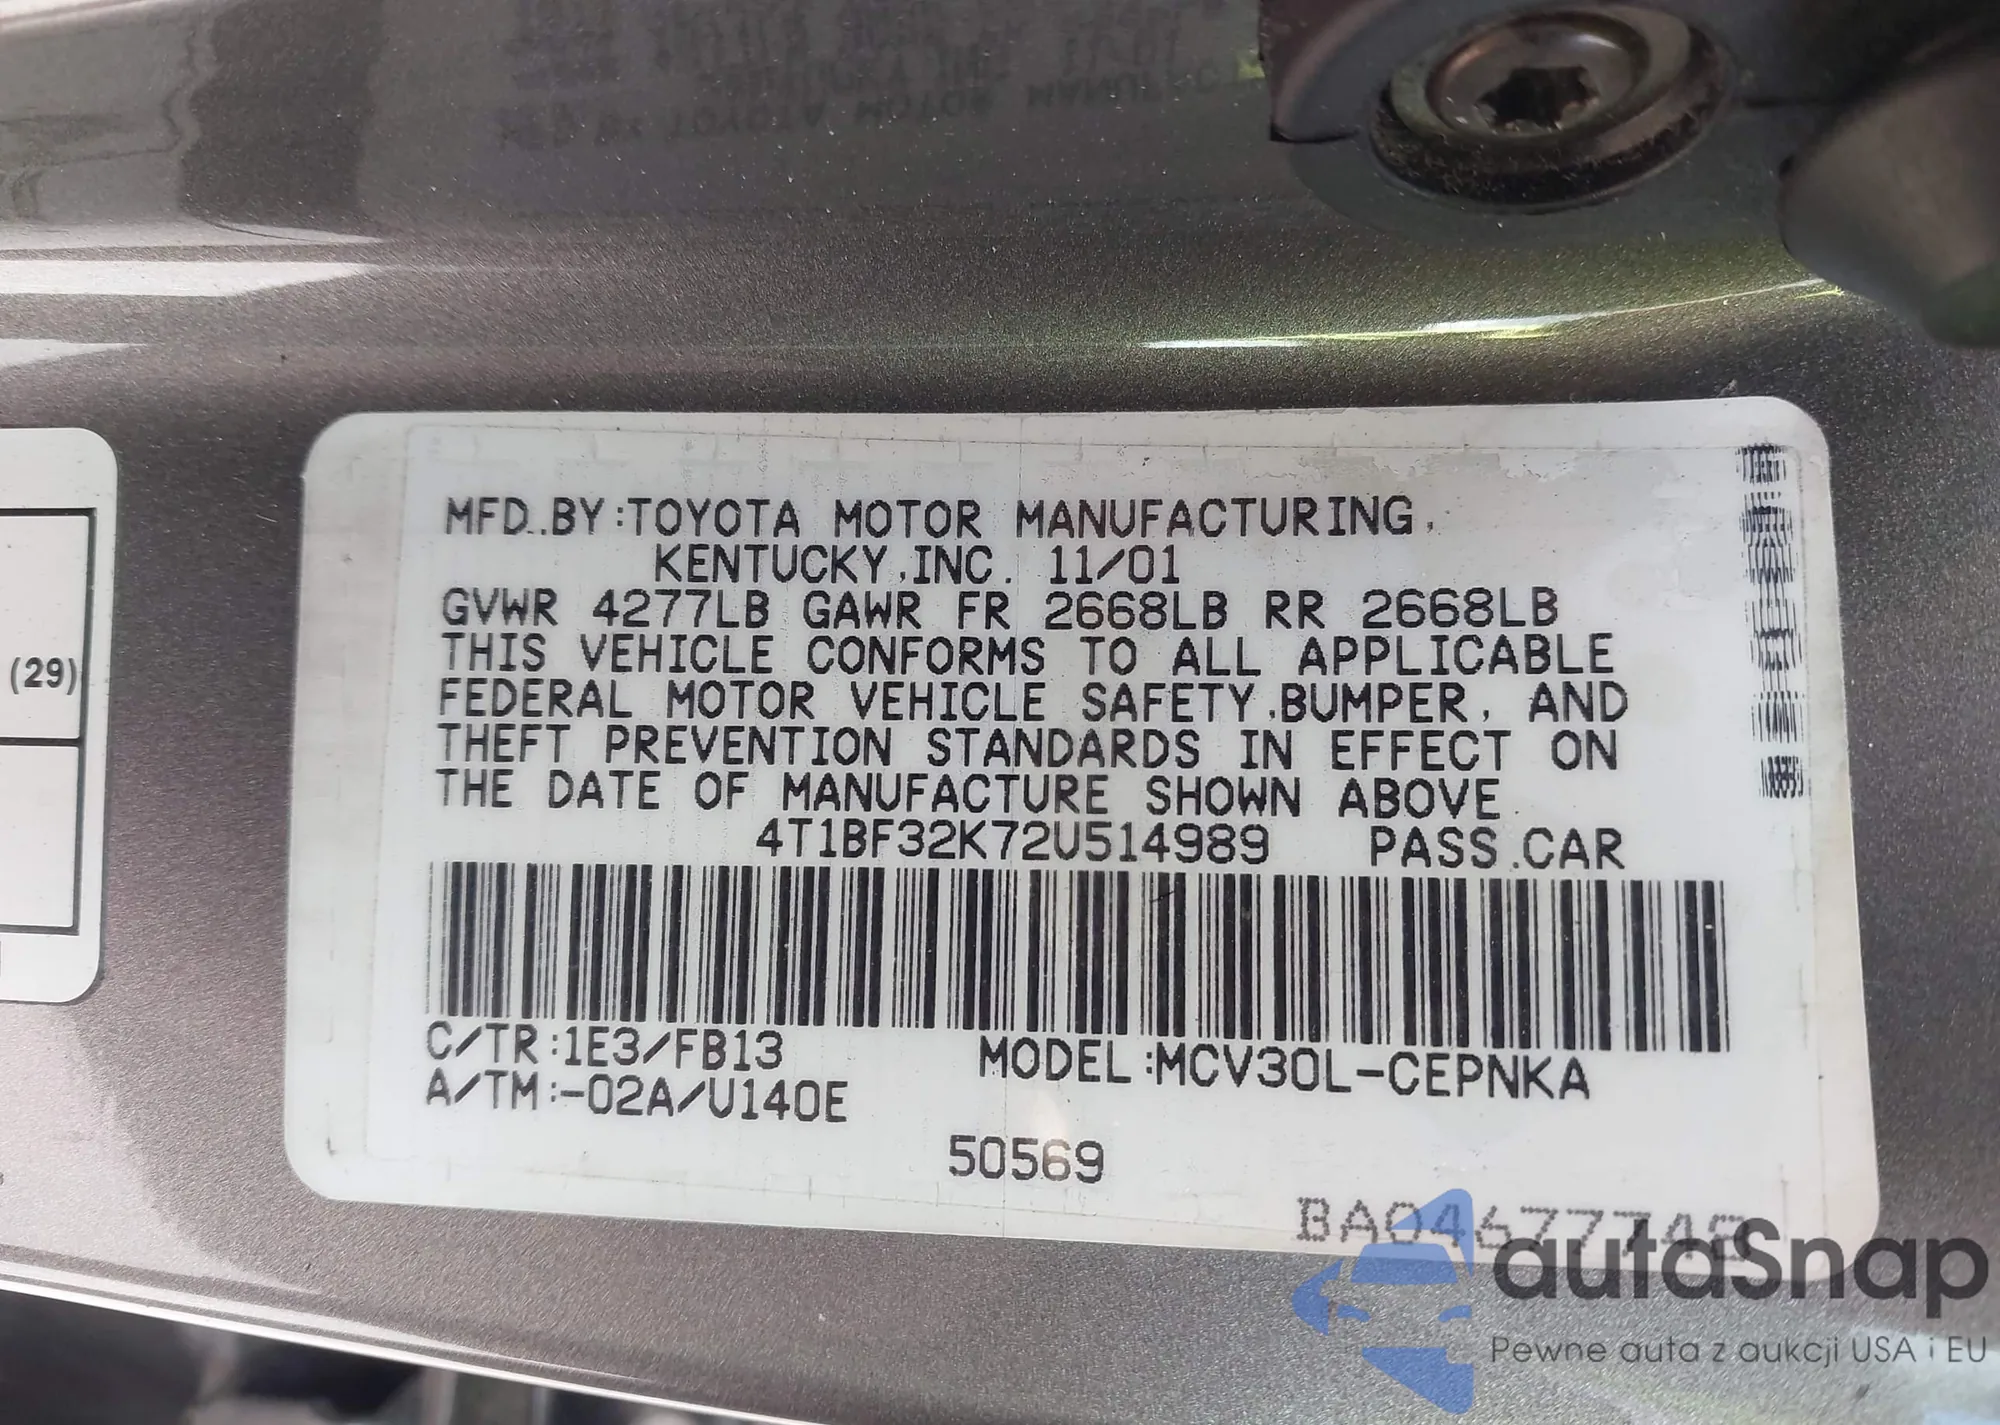 MFD.BY:TOYOTA MOTOR MANUFACTURING,
KENTUCKY,INC. 11/01
GVWR 4277LB GAWR FR 2668LB RR 2668LB
THIS VEHICLE CONFORMS TO ALL APPLICABLE
FEDERAL MOTOR VEHICLE SAFETY,BUMPER, AND
THEFT PREVENTION STANDARDS IN EFFECT ON
THE DATE OF MANUFACTURE SHOWN ABOVE.
4T1BF32K72U514989 PASS.CAR
(29)
C/TR:1E3/FB13 MODEL:MCV30L-CEPNKA
A/TM:-02A/U140E
50569
autaSnap
Pewne auta z aukcji USA i EU